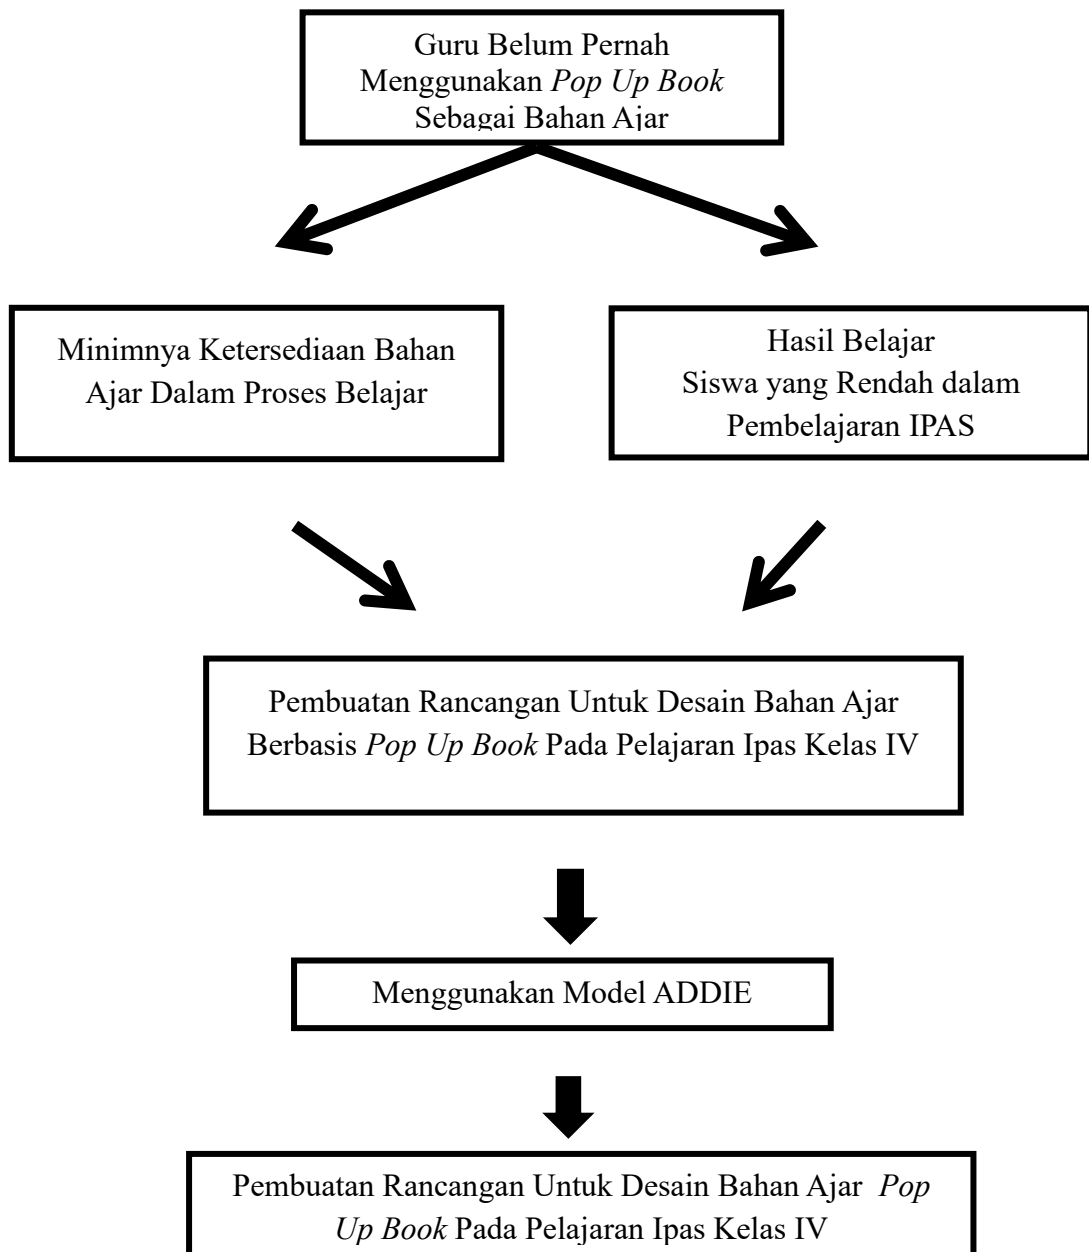 Guru Belum Pernah
Menggunakan Pop Up Book
Sebagai Bahan Ajar
Minimnya Ketersediaan Bahan
Ajar Dalam Proses Belajar
Hasil Belajar
Siswa yang Rendah dalam
Pembelajaran IPAS
Pembuatan Rancangan Untuk Desain Bahan Ajar
Berbasis Pop Up Book Pada Pelajaran Ipas Kelas IV
Menggunakan Model ADDIE
Pembuatan Rancangan Untuk Desain Bahan Ajar Pop
Up Book Pada Pelajaran Ipas Kelas IV